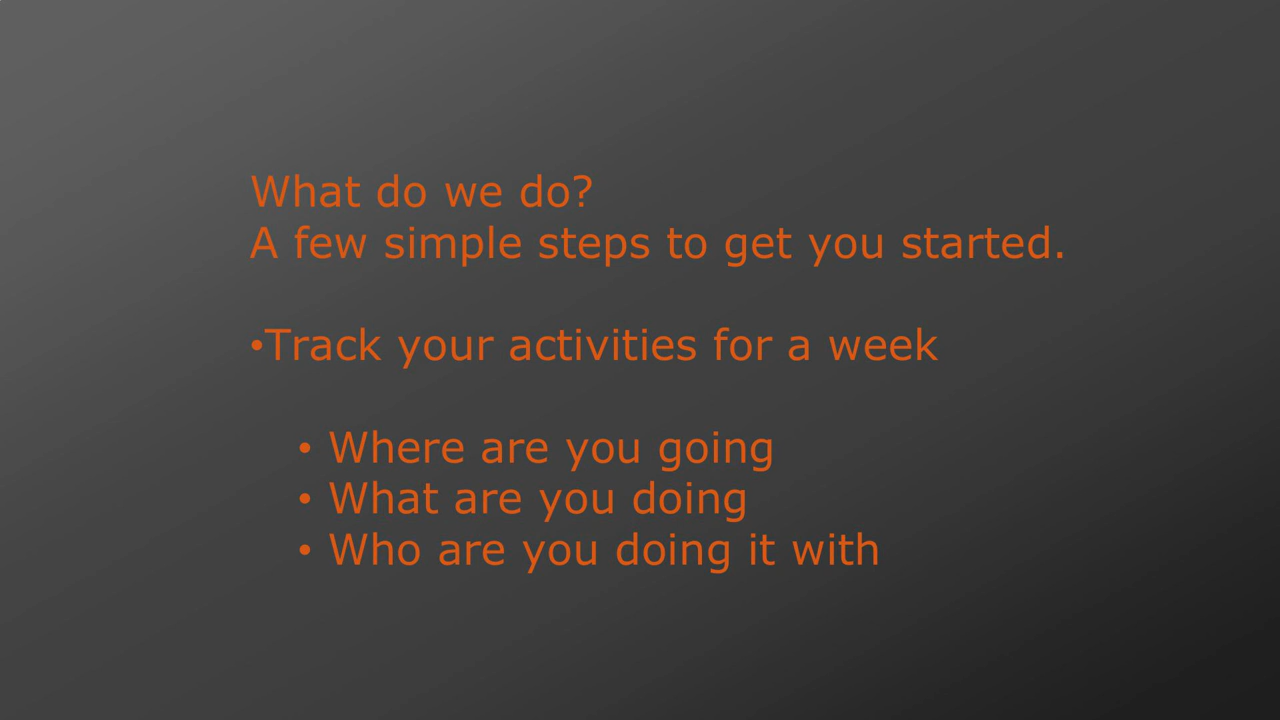 What do we do?
A few simple steps to get you started.
•Track your activities for a week
• Where are you going
• What are you doing
• Who are you doing it with